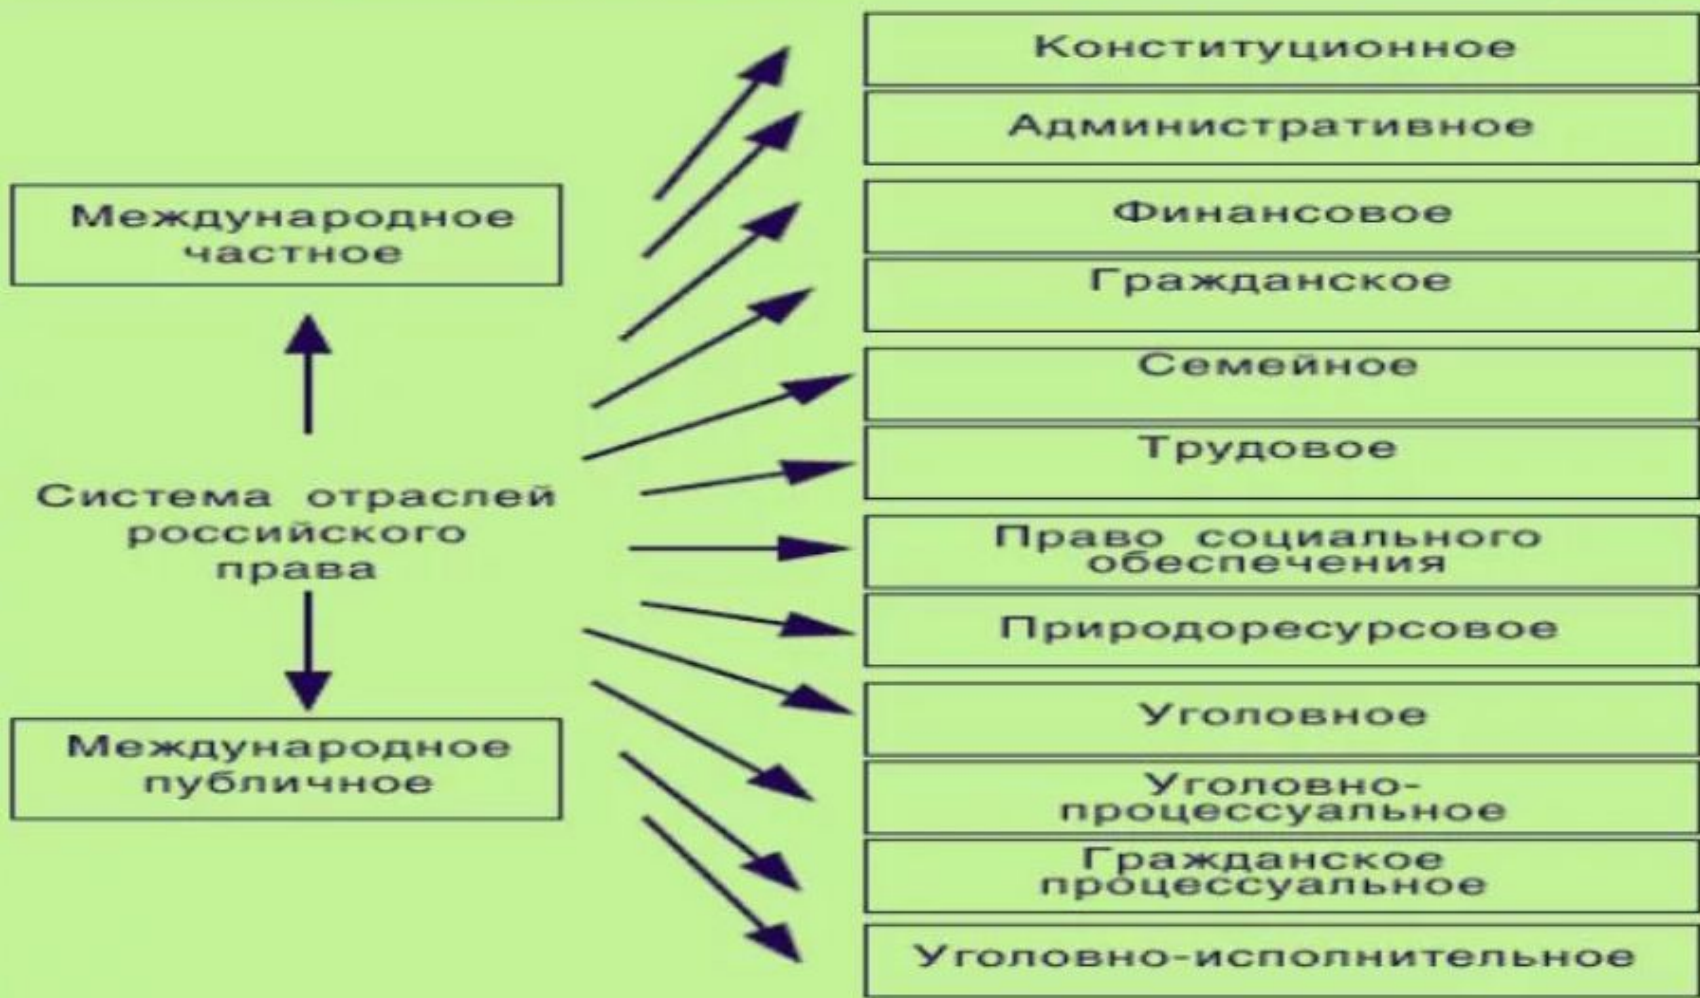 Международное
частное
Система отраслей
российского
права
Международное
публичное
Конституционное
Административное
Финансовое
Гражданское
Семейное
Трудовое
Право социального
обеспечения
Природоресурсовое
Уголовное
Уголовно-
процессуальное
Гражданское
процессуальное
Уголовно-исполнительное